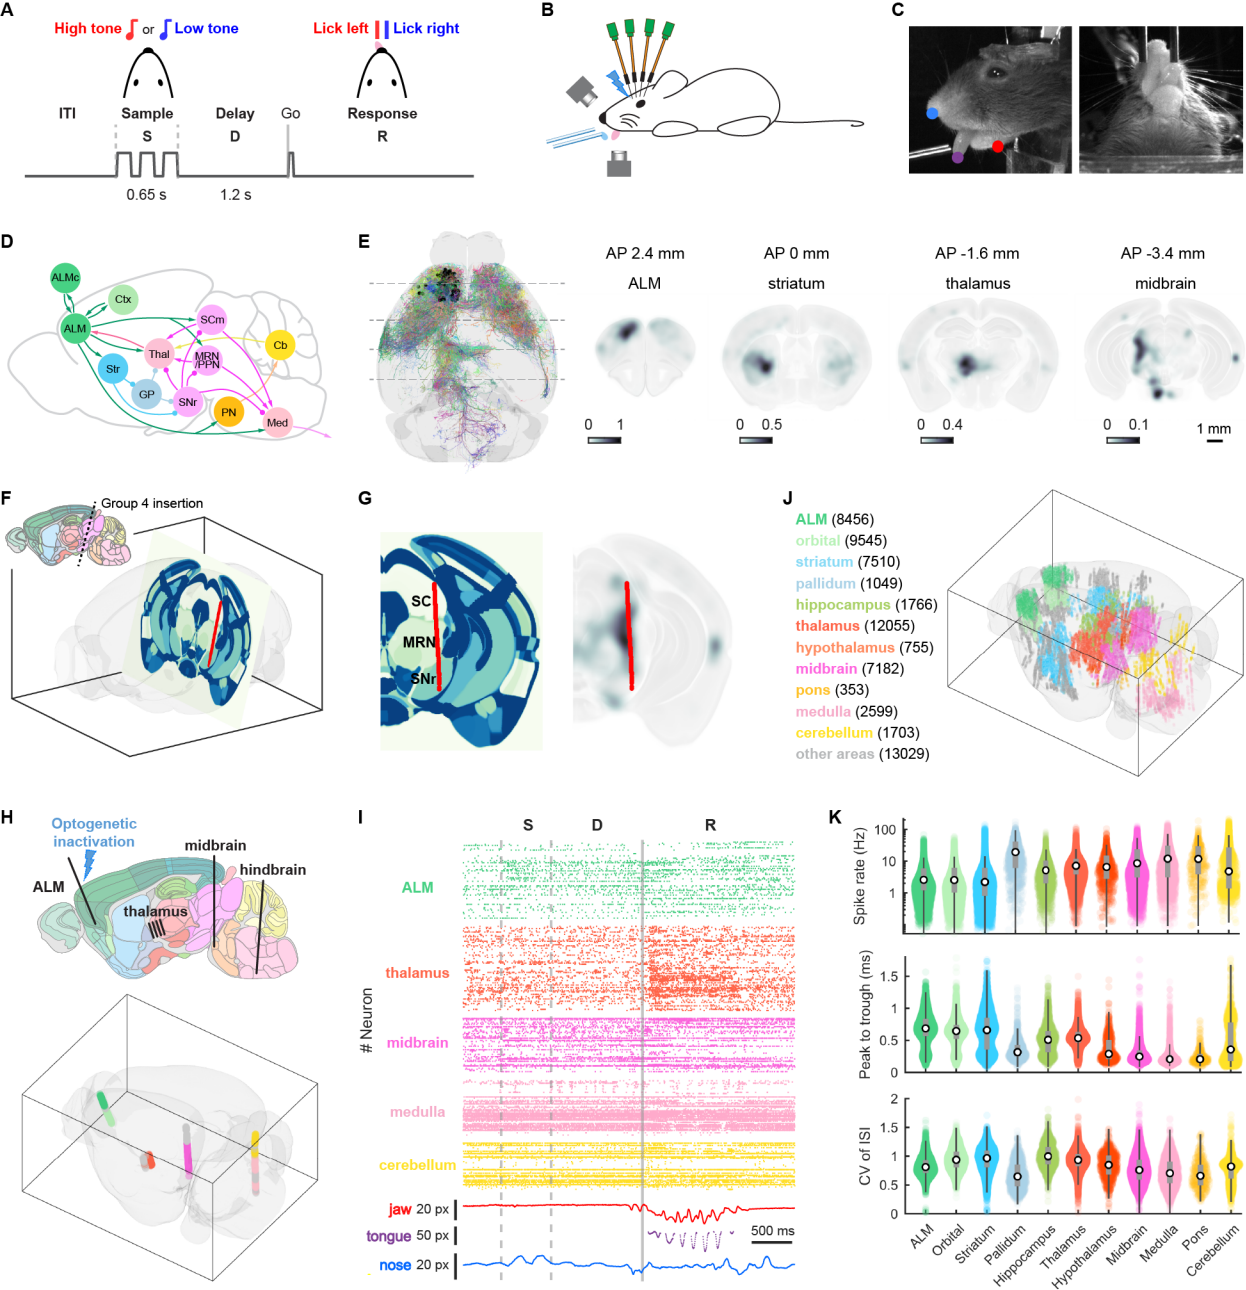 A
High tone or Low tone
Lick left Lick right
ITI Sample Delay Go Response
S D R
0.65 s 1.2 s
B
C
D
ALMc
Ctx
ALM
SCm
Thal
MRN
/PPN
Cb
Str
GP
SNr
PN
Med
E
AP 2.4 mm AP 0 mm AP -1.6 mm AP -3.4 mm
ALM striatum thalamus midbrain
0 1 0 0.5 0 0.4 0 0.1 1 mm
F
Group 4 insertion
G
SC
MRN
SNr
J
ALM (8456)
orbital (9545)
striatum (7510)
pallidum (1049)
hippocampus (1766)
thalamus (12055)
hypothalamus (755)
midbrain (7182)
pons (353)
medulla (2599)
cerebellum (1703)
other areas (13029)
H
Optogenetic
inactivation
midbrain
hindbrain
ALM
thalamus
I
S D R
# Neuron
ALM
thalamus
midbrain
medulla
cerebellum
jaw 20 px
tongue 50 px
500 ms
nose 20 px
K
Spike rate (Hz)
100
10
1
Peak to trough (ms)
1.5
1
0.5
0
CV of ISI
2
1.5
1
0.5
0
ALM
Orbital
Striatum
Pallidum
Hippocampus
Thalamus
Hypothalamus
Midbrain
Medulla
Pons
Cerebellum